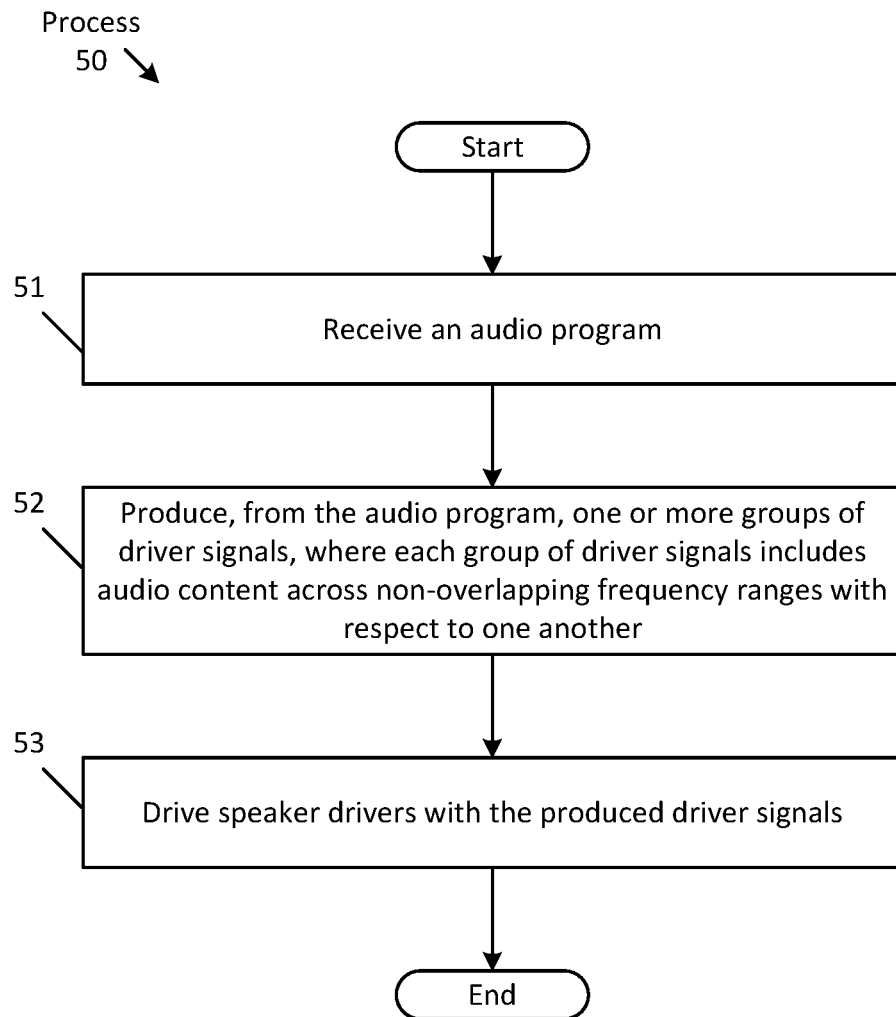 Process
50
Start
51
Receive an audio program
52
Produce, from the audio program, one or more groups of
driver signals, where each group of driver signals includes
audio content across non-overlapping frequency ranges with
respect to one another
53
Drive speaker drivers with the produced driver signals
End